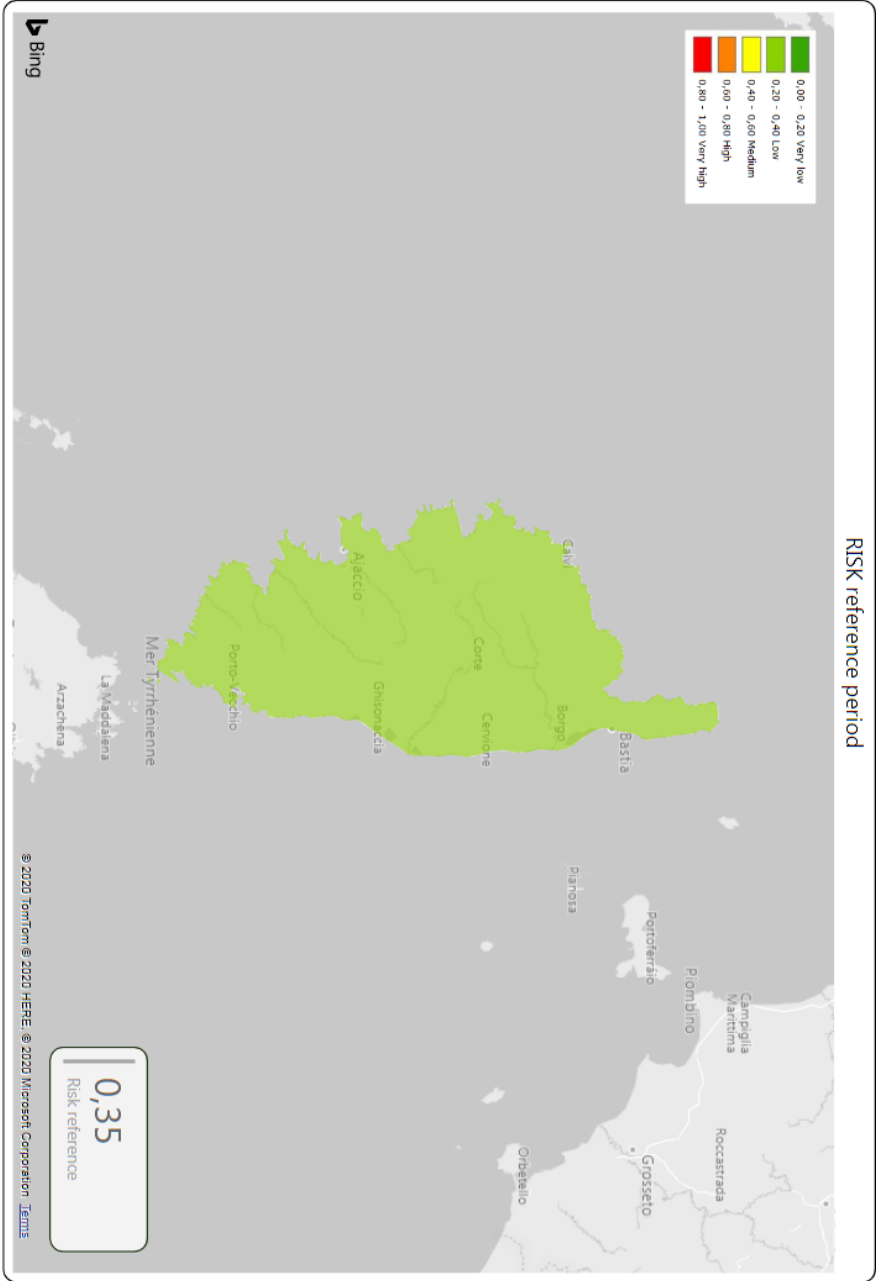 RISK reference period
0,00 - 0,20 Very low
0,20 - 0,40 Low
0,40 - 0,60 Medium
0,60 - 0,80 High
0,80 - 1,00 Very high
Campiglia
Marittima
Roccastrada
Piombino
Portoferráio
Grosseto
Bastia
Pianosa
Calvi
Borgo
Orbetello
Corte
Cervione
Ghisonaccia
Ajaccio
Porto-Vecchio
Mer Tyrrhénienne
La Maddalena
Arzachena
0,35
Risk reference
Bing
© 2020 TomTom © 2020 HERE, © 2020 Microsoft Corporation Terms